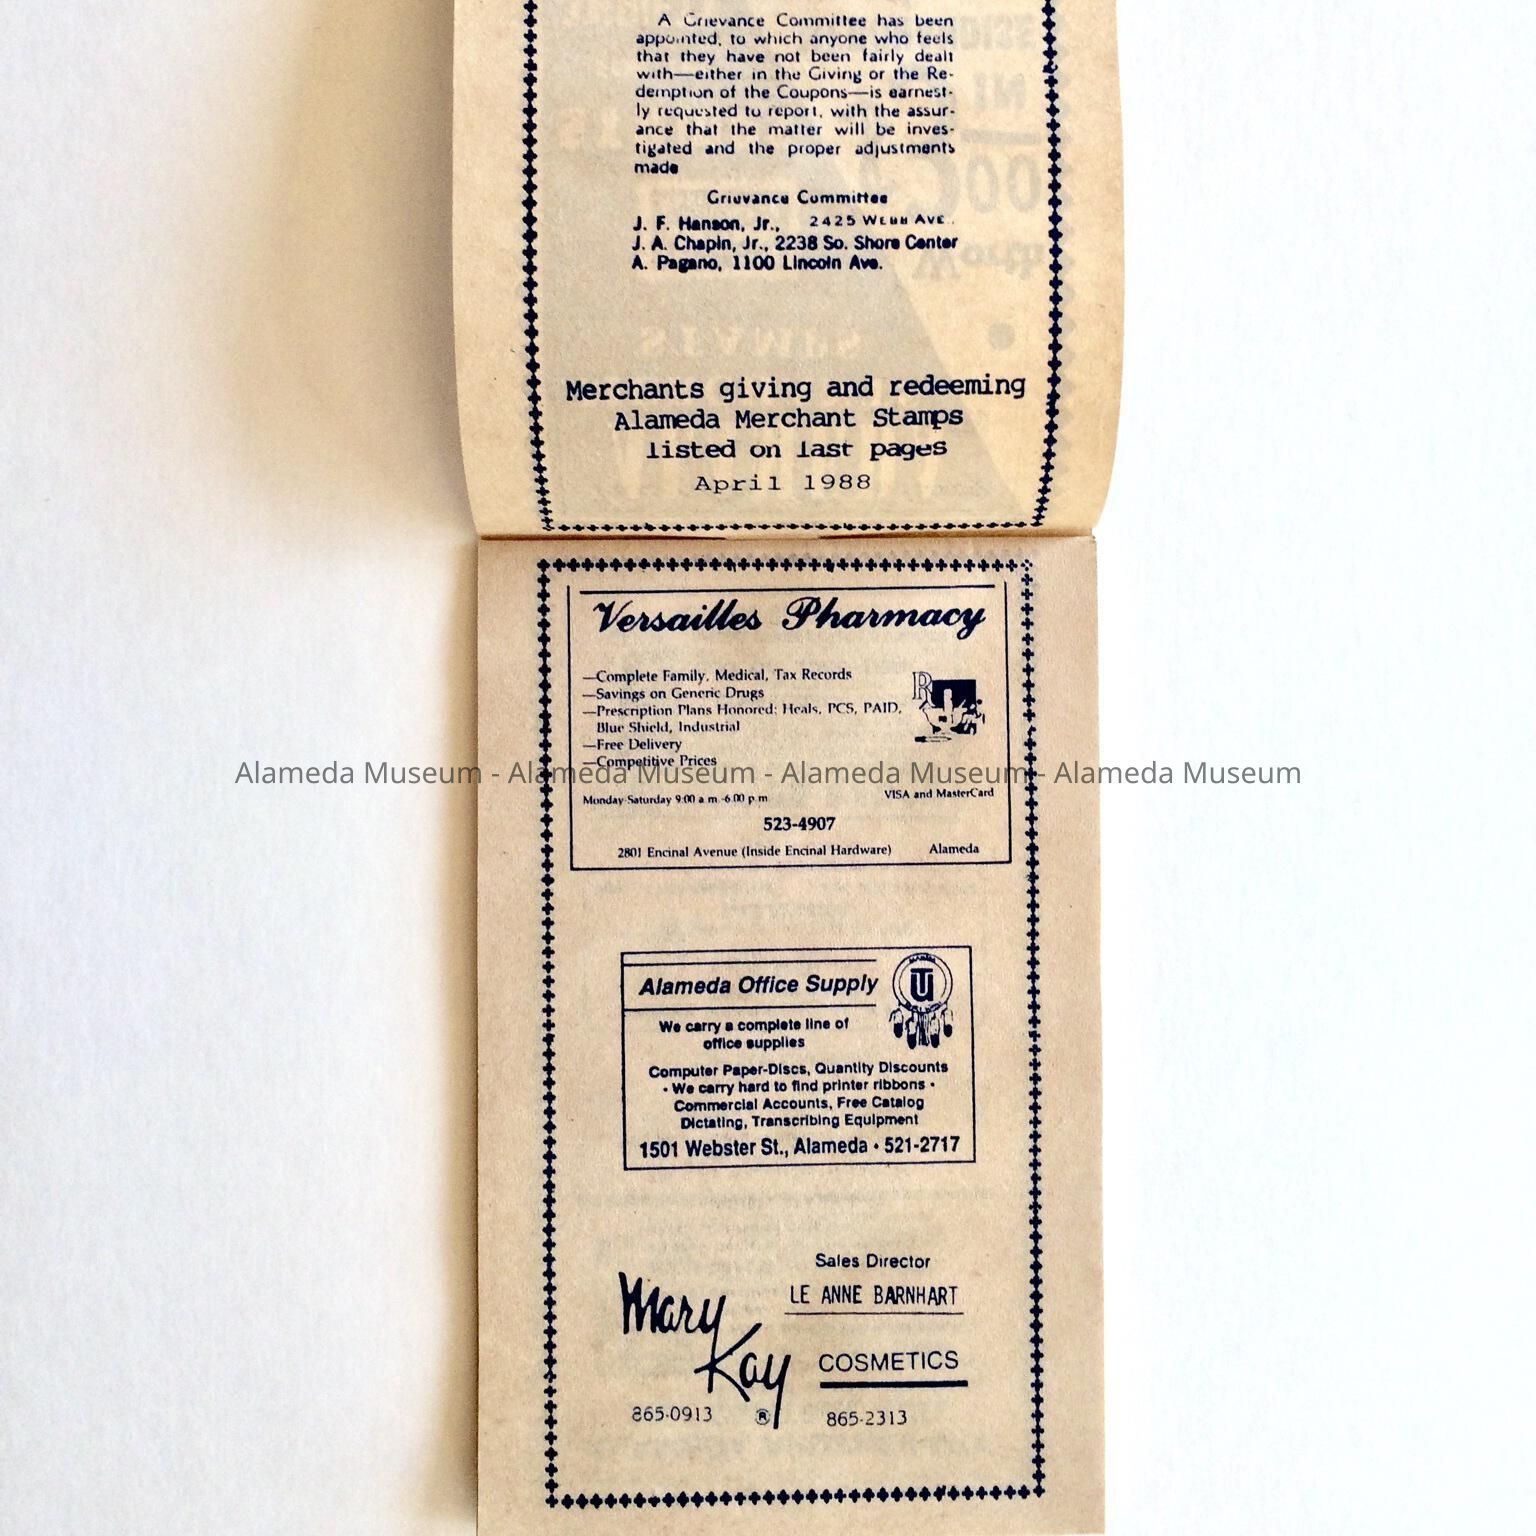 A Grievance Committee has been
appointed, to which anyone who feels
that they have not been fairly dealt
with—either in the Giving or the Re-
demption of the Coupons—is earnest-
ly requested to report, with the assur-
ance that the matter will be inves-
tigated and the proper adjustments
made
Grievance Committee
J. F. Hanson, Jr., 2425 WEBB AVE.
J. A. Chapin, Jr., 2238 So. Shore Center
A. Pagano, 1100 Lincoln Ave.
Merchants giving and redeeming
Alameda Merchant Stamps
listed on last pages
April 1988
Versailles Pharmacy
—Complete Family, Medical, Tax Records
—Savings on Generic Drugs
—Prescription Plans Honored: Heals, PCS, PAID,
Blue Shield, Industrial
—Free Delivery
—Competitive Prices
Alameda Museum - Alameda Museum - Alameda Museum - Alameda Museum
Monday-Saturday 9:00 a.m.-6:00 p.m. VISA and MasterCard
523-4907
2801 Encinal Avenue (Inside Encinal Hardware) Alameda
Alameda Office Supply
We carry a complete line of
office supplies
Computer Paper-Discs, Quantity Discounts
• We carry hard to find printer ribbons •
Commercial Accounts, Free Catalog
Dictating, Transcribing Equipment
1501 Webster St., Alameda • 521-2717
Sales Director
LE ANNE BARNHART
Mary
Kay ®
COSMETICS
865-0913 865-2313